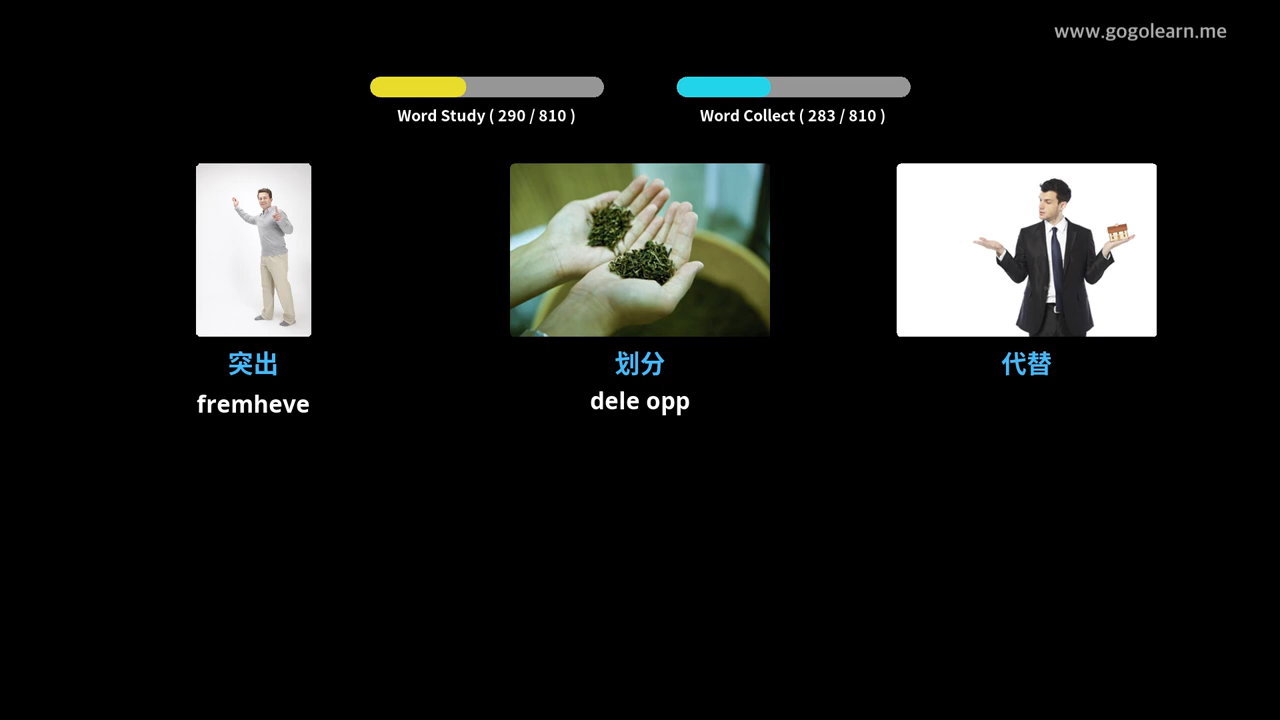 www.gogolearn.me
Word Study ( 290 / 810 )
Word Collect ( 283 / 810 )
突出
划分
代替
fremheve
dele opp